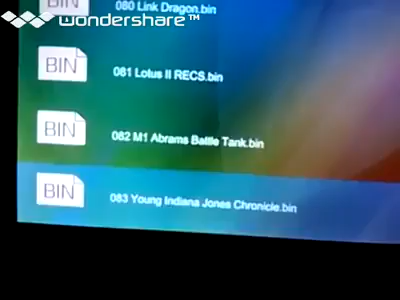 BIN 080 Link Dragon.bin
wondershare™
BIN 081 Lotus II RECS.bin
BIN 082 M1 Abrams Battle Tank.bin
BIN 083 Young Indiana Jones Chronicle.bin